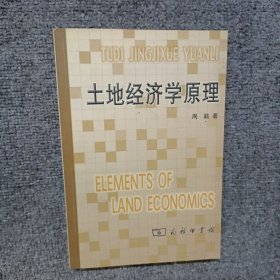 TUDI JINGJIXUE YUANLI
土地经济学原理
周诚 著
ELEMENTS OF
LAND ECONOMICS
商务印书馆